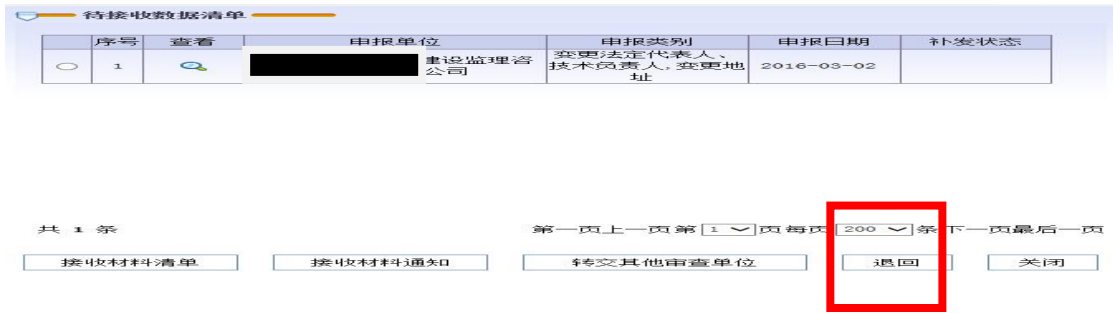 待接收数据清单
序号 查看 申报单位 申报类别 申报日期 补发状态
1 建设监理咨公司 变更法定代表人、技术负责人,变更地址 2016-03-02
共 1 条 第一页上一页第 1 页每页 200 条下一页最后一页
接收材料清单 接收材料通知 转交其他审查单位 退回 关闭